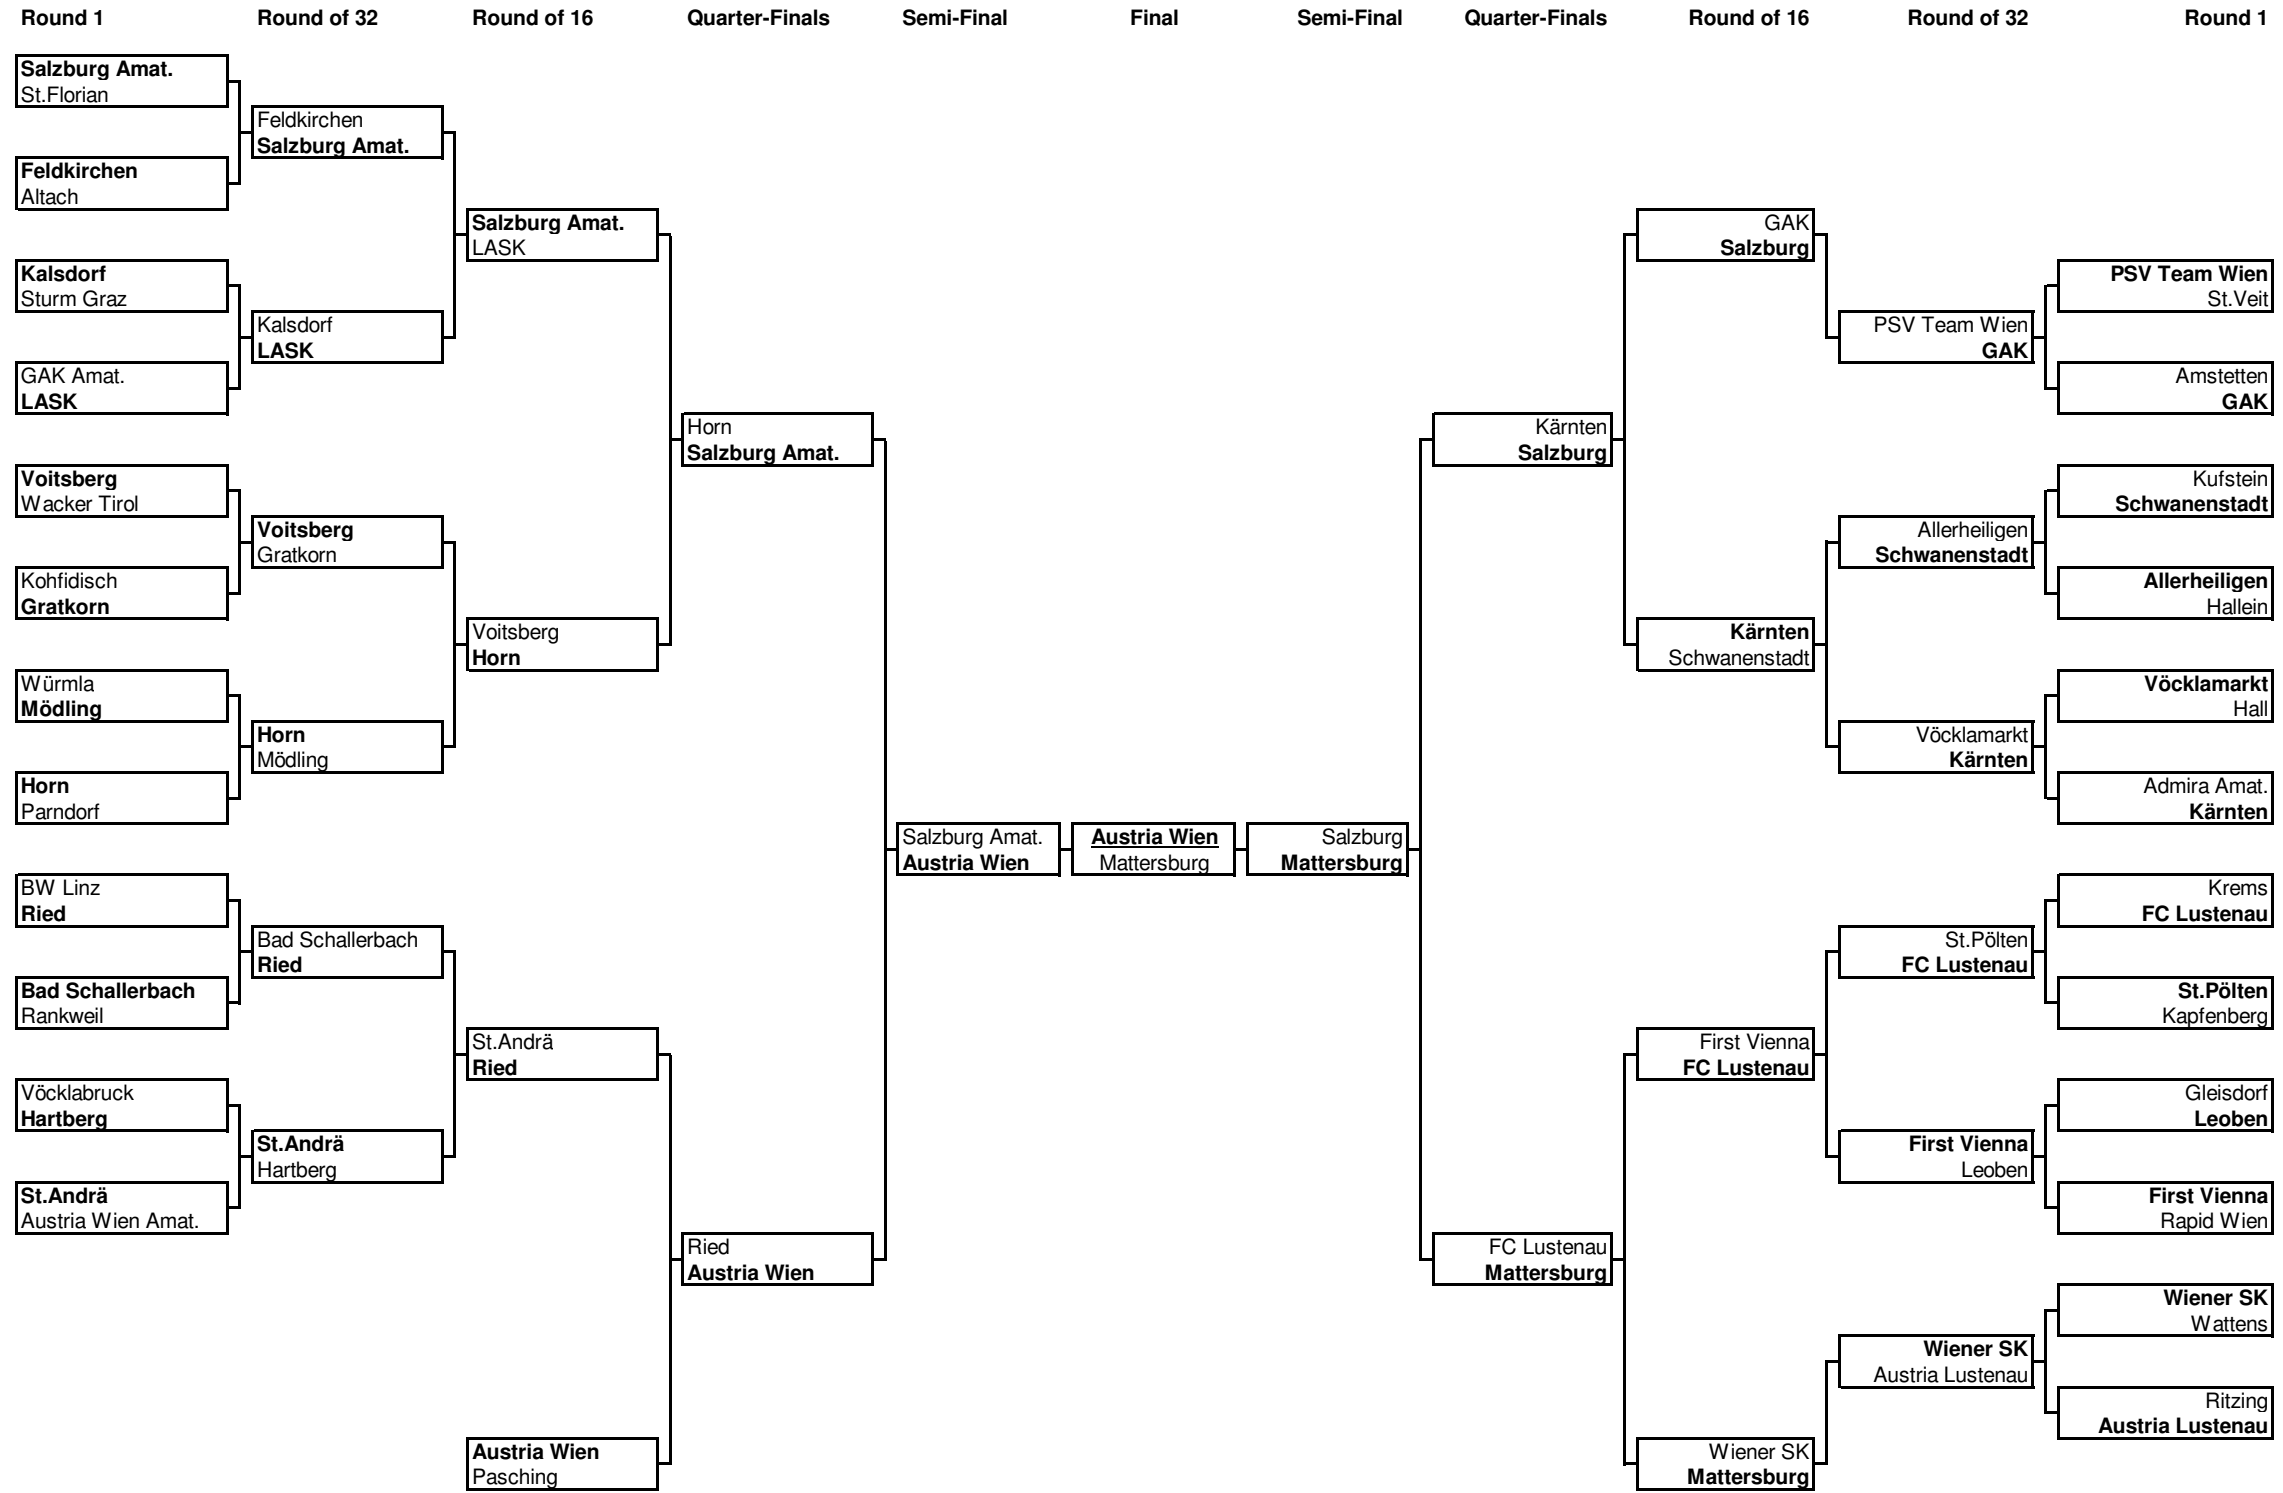 Round 1
Round of 32
Round of 16
Quarter-Finals
Semi-Final
Final
Semi-Final
Quarter-Finals
Round of 16
Round of 32
Round 1
Salzburg Amat.
St.Florian
Feldkirchen
Altach
Kalsdorf
Sturm Graz
GAK Amat.
LASK
Voitsberg
Wacker Tirol
Kohfidisch
Gratkorn
Würmla
Mödling
Horn
Parndorf
BW Linz
Ried
Bad Schallerbach
Rankweil
Vöcklabruck
Hartberg
St.Andrä
Austria Wien Amat.
Feldkirchen
Salzburg Amat.
Kalsdorf
LASK
Voitsberg
Gratkorn
Horn
Mödling
Bad Schallerbach
Ried
St.Andrä
Hartberg
Salzburg Amat.
LASK
Voitsberg
Horn
St.Andrä
Ried
Austria Wien
Pasching
Horn
Salzburg Amat.
Ried
Austria Wien
Salzburg Amat.
Austria Wien
Austria Wien
Mattersburg
Salzburg
Mattersburg
Kärnten
Salzburg
FC Lustenau
Mattersburg
GAK
Salzburg
Kärnten
Schwanenstadt
First Vienna
FC Lustenau
Wiener SK
Mattersburg
PSV Team Wien
GAK
Allerheiligen
Schwanenstadt
Vöcklamarkt
Kärnten
St.Pölten
FC Lustenau
First Vienna
Leoben
Wiener SK
Austria Lustenau
PSV Team Wien
St.Veit
Amstetten
GAK
Kufstein
Schwanenstadt
Allerheiligen
Hallein
Vöcklamarkt
Hall
Admira Amat.
Kärnten
Krems
FC Lustenau
St.Pölten
Kapfenberg
Gleisdorf
Leoben
First Vienna
Rapid Wien
Wiener SK
Wattens
Ritzing
Austria Lustenau